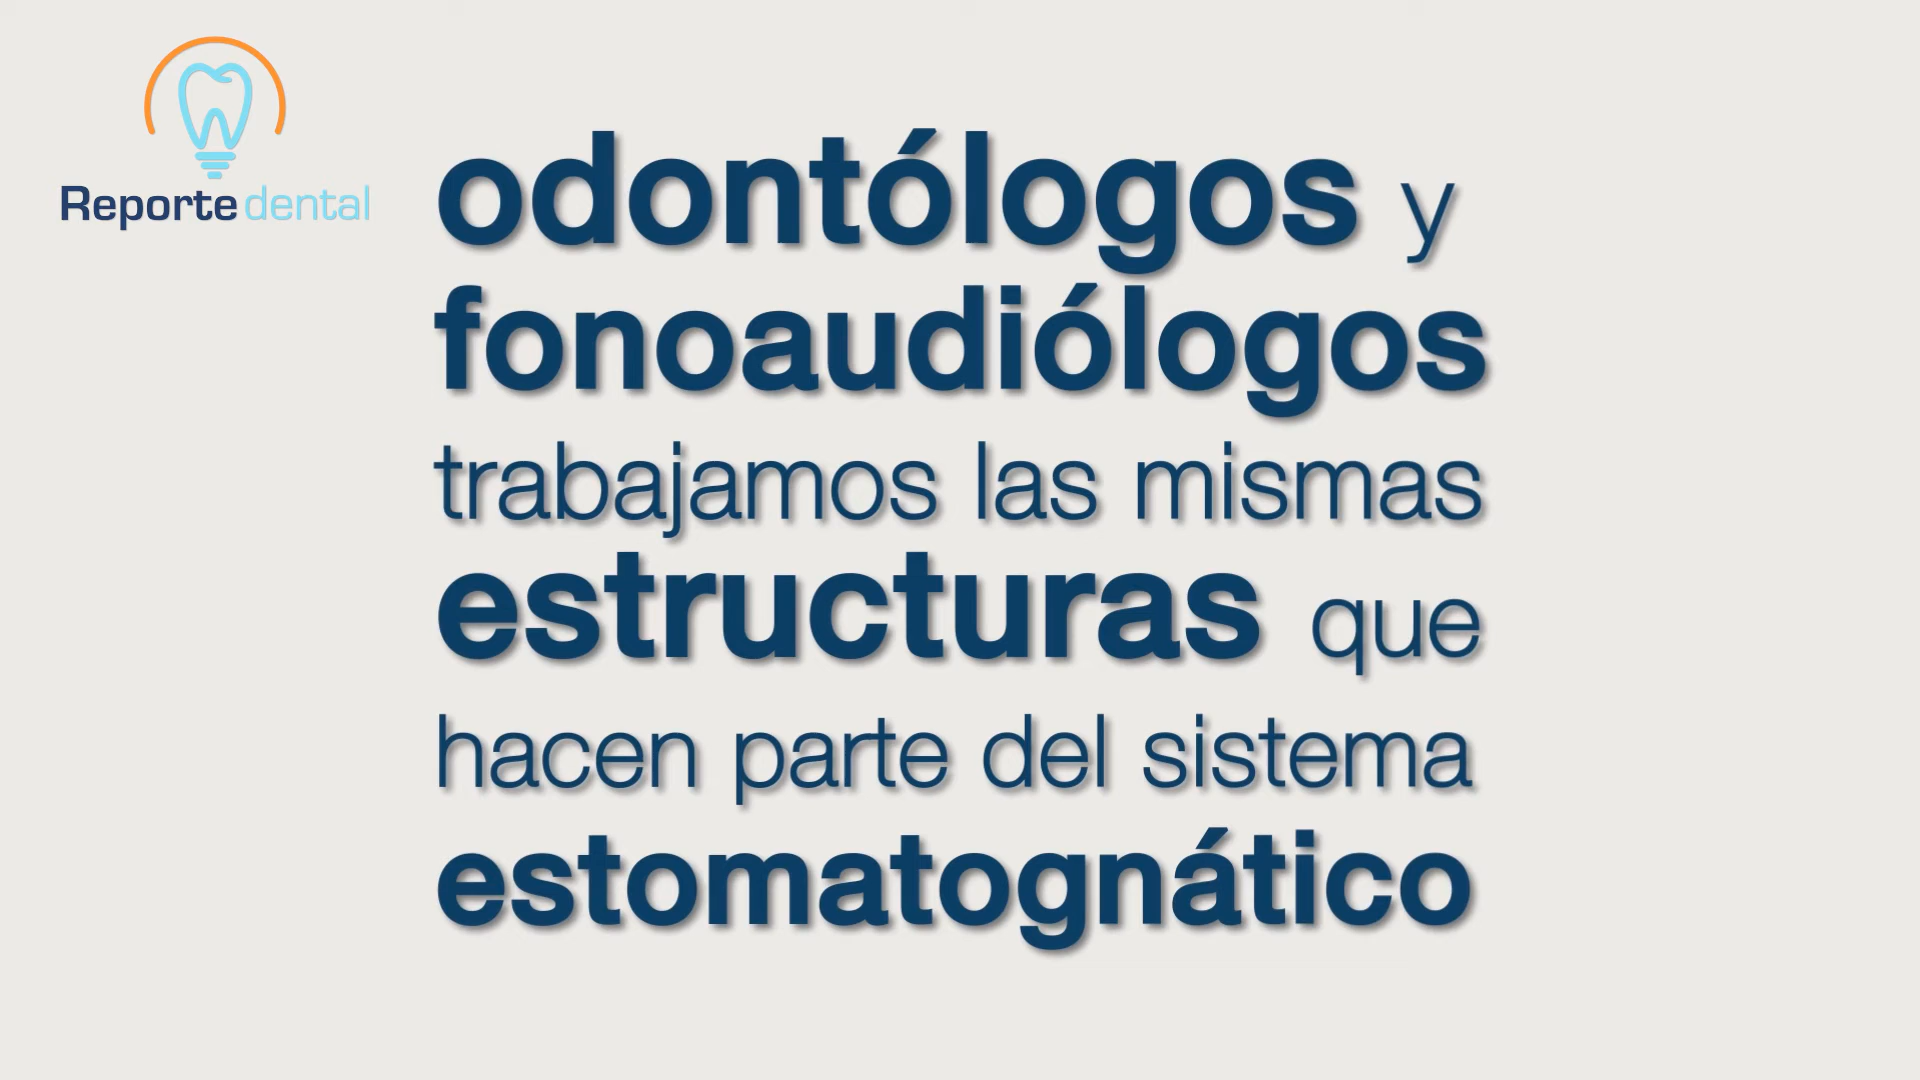 Reporte dental
odontólogos y
fonoaudiólogos
trabajamos las mismas
estructuras que
hacen parte del sistema
estomatognático